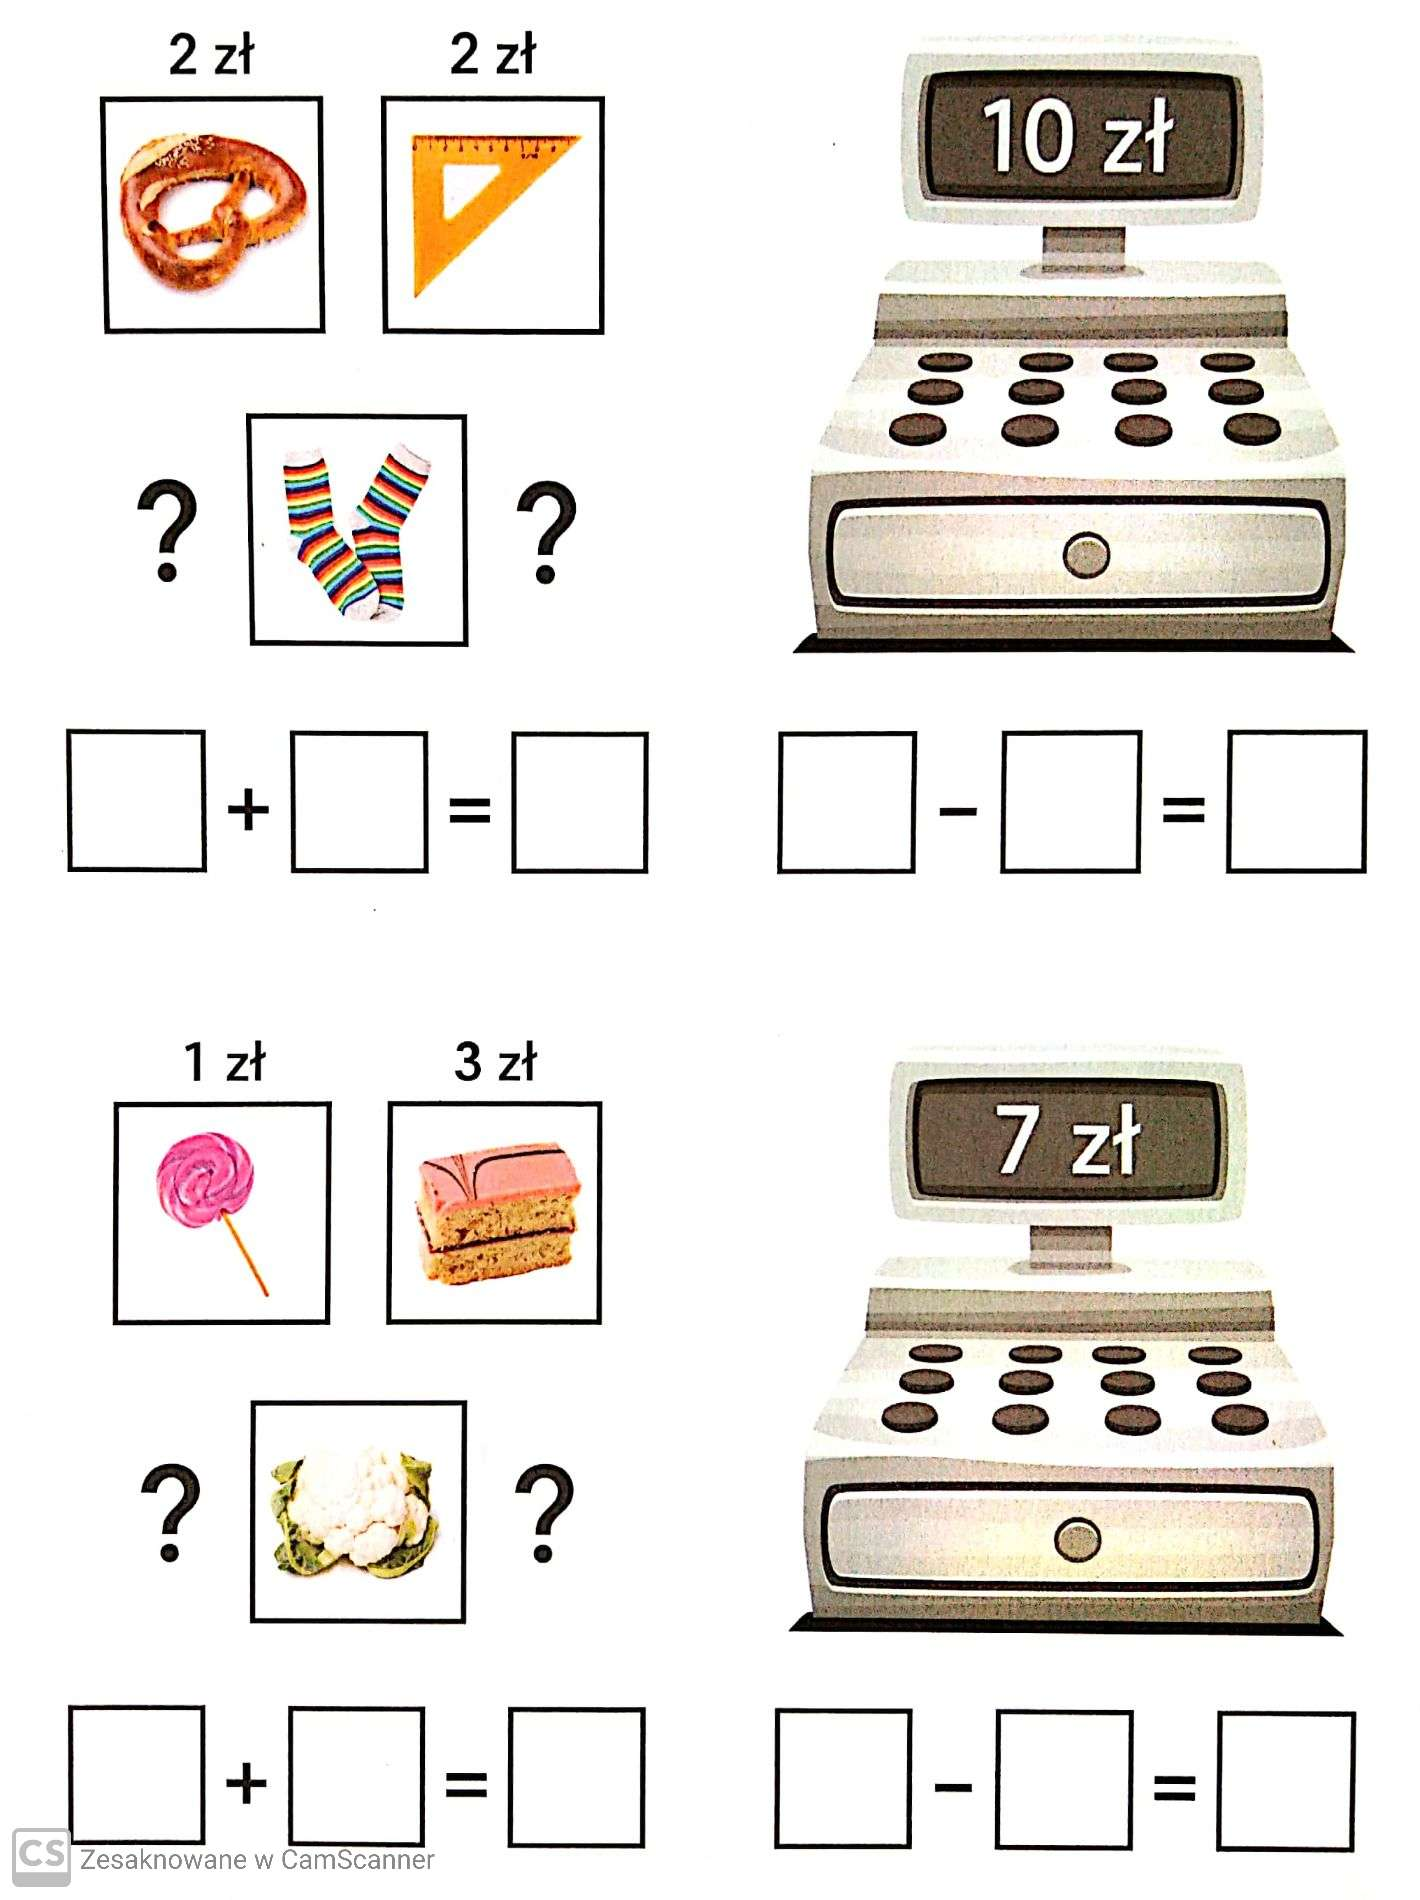 2 zł 2 zł
10 zł
? ?
+ =
- =
1 zł 3 zł
7 zł
? ?
+ =
- =
CS Zesaknowane w CamScanner